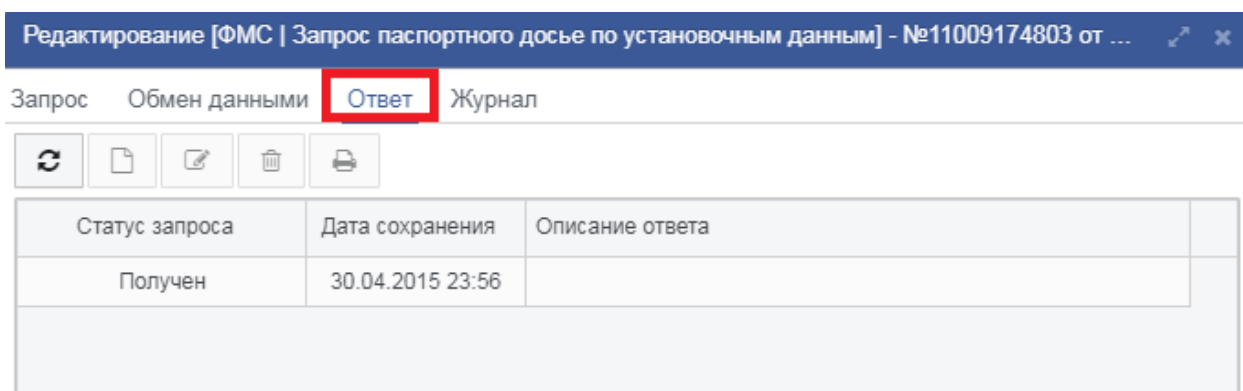 Редактирование [ФМС | Запрос паспортного досье по установочным данным] - №11009174803 от ...
Запрос Обмен данными Ответ Журнал
Статус запроса Дата сохранения Описание ответа
Получен 30.04.2015 23:56